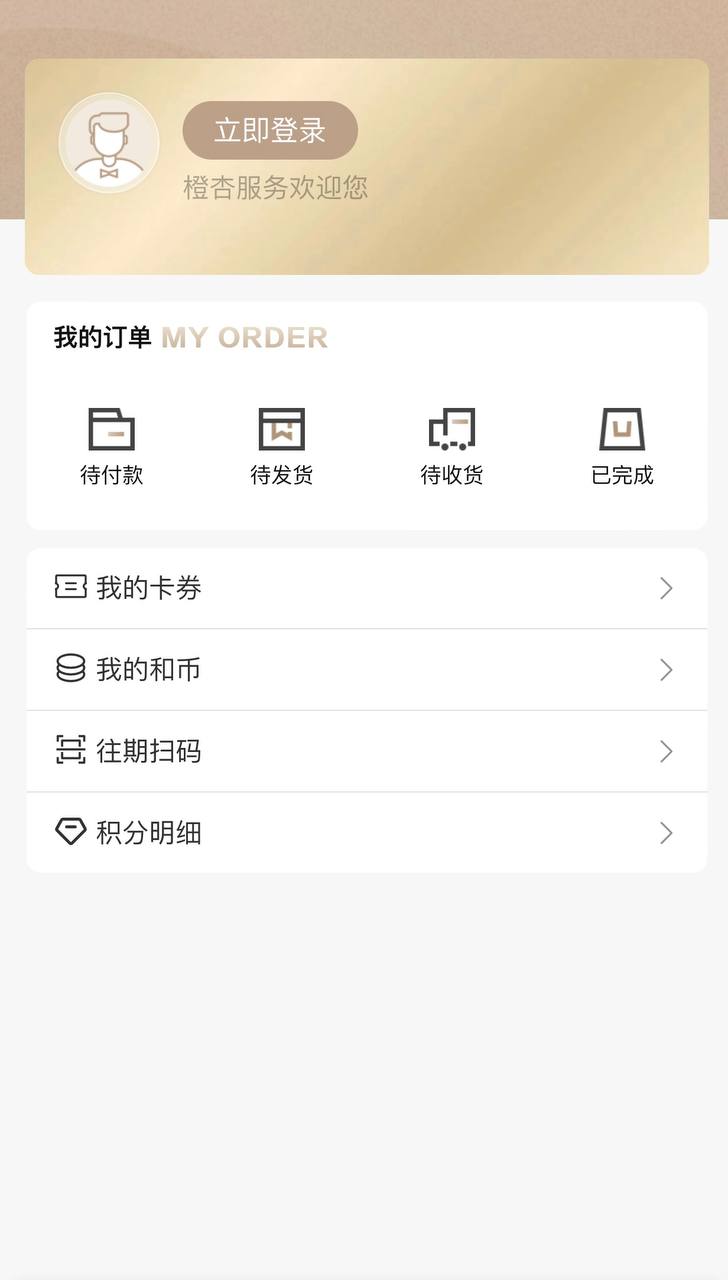 立即登录
橙杏服务欢迎您
我的订单 MY ORDER
待付款 待发货 待收货 已完成
我的卡券
我的和币
往期扫码
积分明细